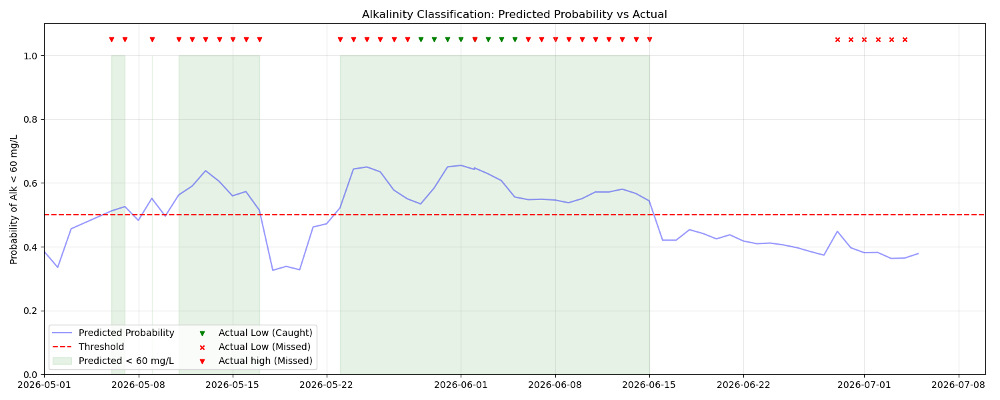 Alkalinity Classification: Predicted Probability vs Actual
Probability of Alk < 60 mg/L
1.0
0.8
0.6
0.4
0.2
0.0
Predicted Probability
Threshold
Predicted < 60 mg/L
Actual Low (Caught)
Actual Low (Missed)
Actual high (Missed)
2026-05-01 2026-05-08 2026-05-15 2026-05-22 2026-06-01 2026-06-08 2026-06-15 2026-06-22 2026-07-01 2026-07-08